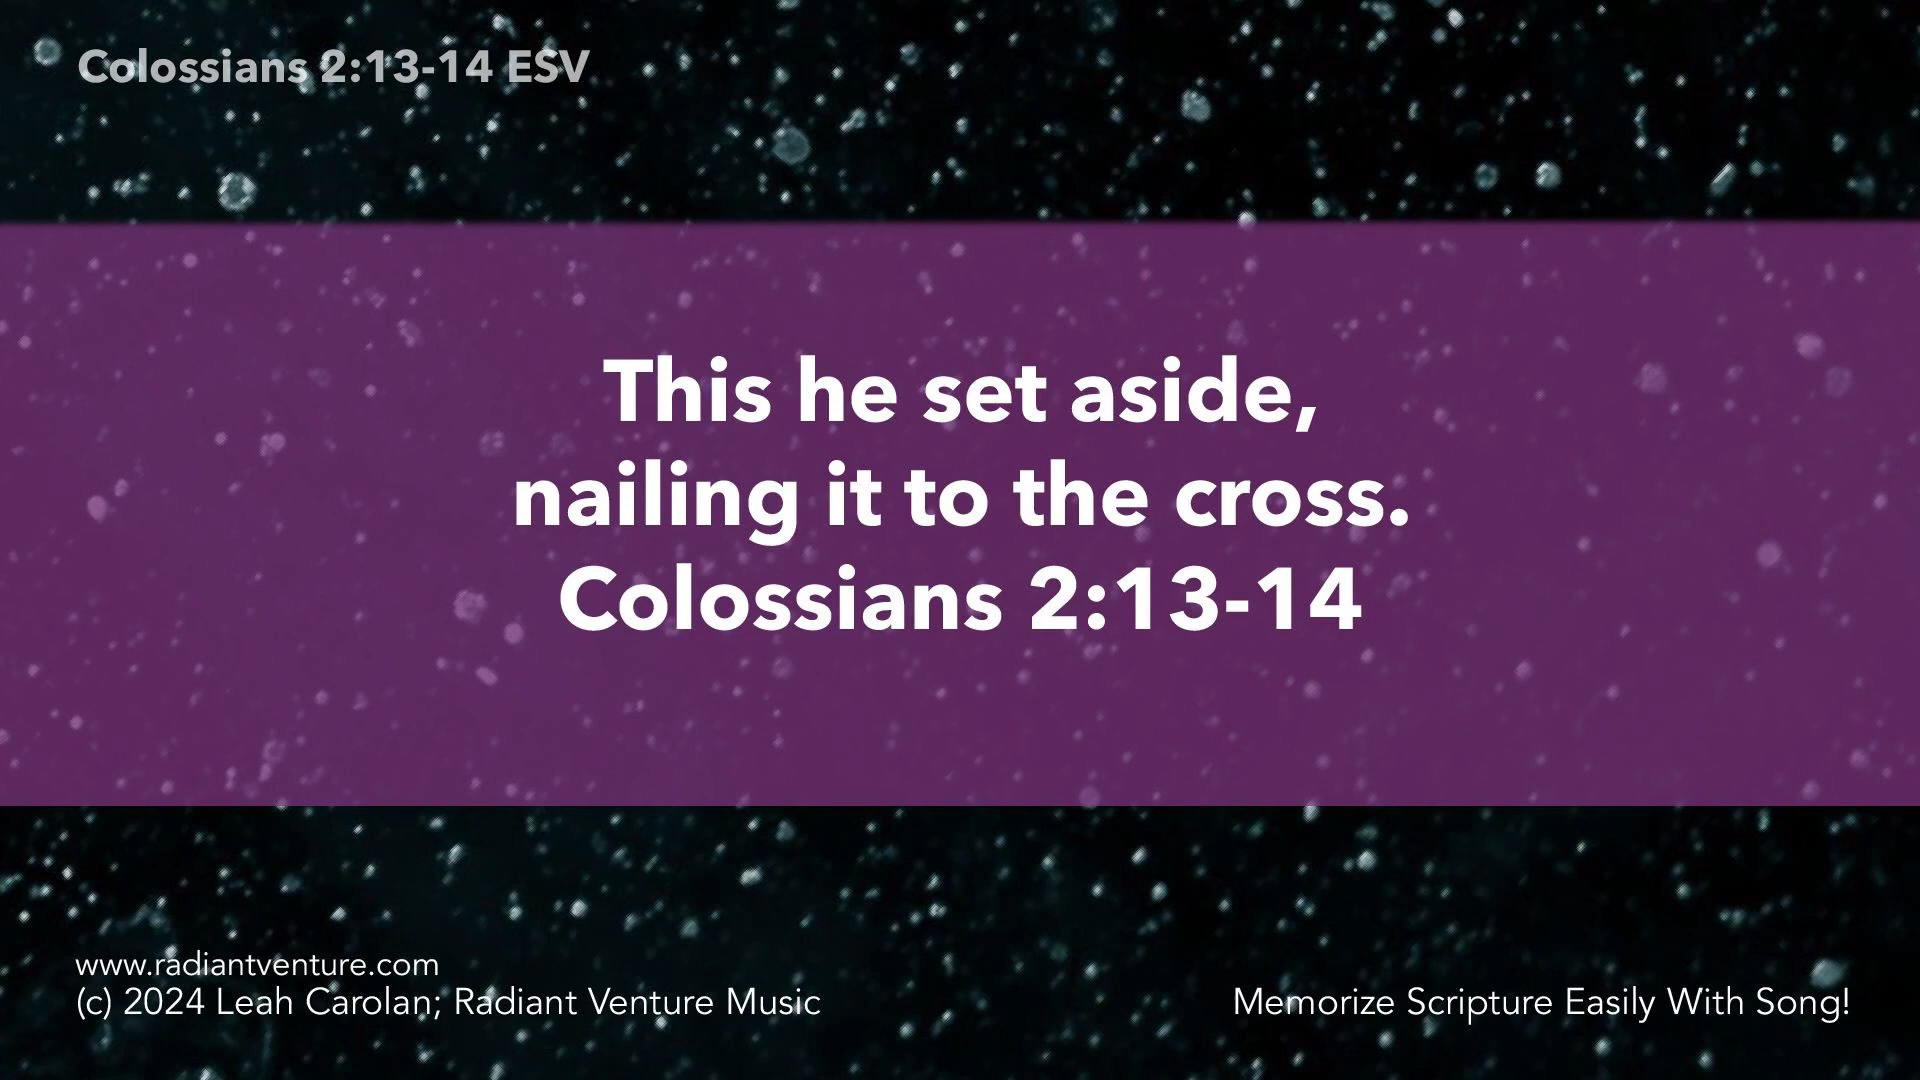 Colossians 2:13-14 ESV
This he set aside,
nailing it to the cross.
Colossians 2:13-14
www.radiantventure.com
(c) 2024 Leah Carolan; Radiant Venture Music
Memorize Scripture Easily With Song!